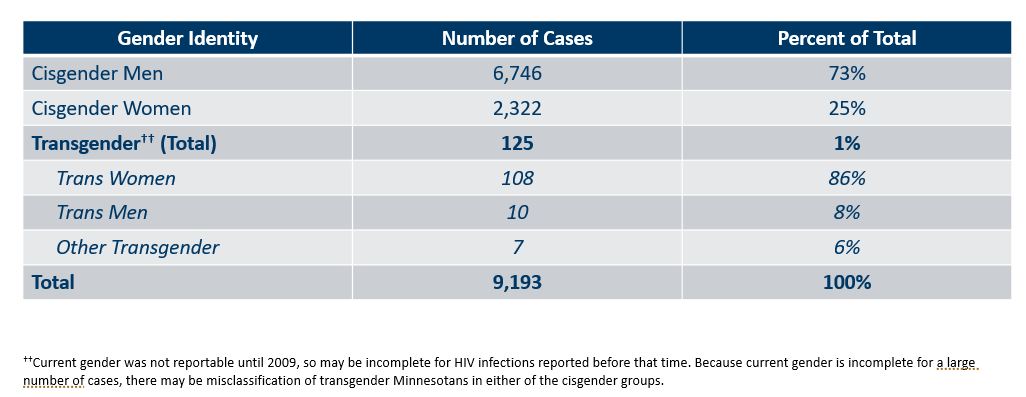 Gender Identity Number of Cases Percent of Total
Cisgender Men 6,746 73%
Cisgender Women 2,322 25%
Transgender†† (Total) 125 1%
Trans Women 108 86%
Trans Men 10 8%
Other Transgender 7 6%
Total 9,193 100%
††Current gender was not reportable until 2009, so may be incomplete for HIV infections reported before that time. Because current gender is incomplete for a large
number of cases, there may be misclassification of transgender Minnesotans in either of the cisgender groups.